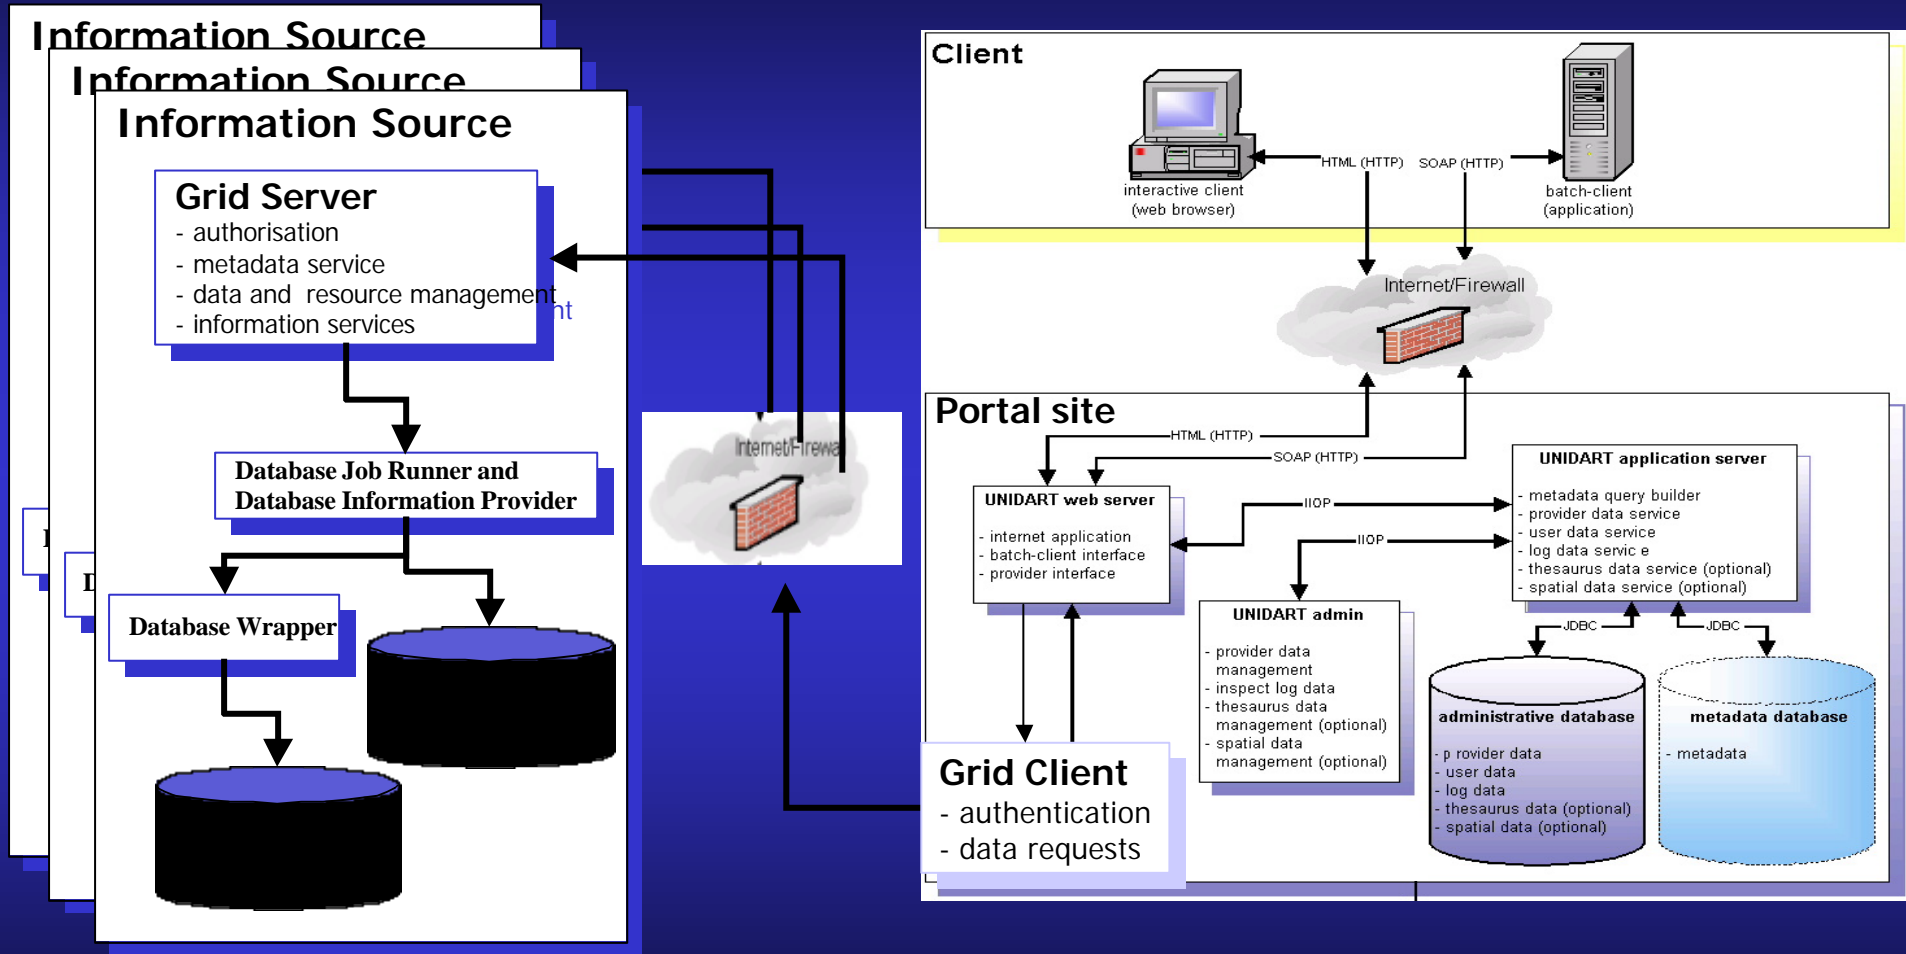 Information Source
Information Source
Information Source
Grid Server
- authorisation
- metadata service
- data and resource management
nt
- information services
Database Job Runner and
Database Information Provider
Database Wrapper
D
Internet/Firewal
Client
HTML (HTTP)
SOAP (HTTP)
interactive client
(web browser)
batch-client
(application)
Internet/Firewall
Portal site
HTML (HTTP)
SOAP (HTTP)
UNIDART web server
- internet application
- batch-client interface
- provider interface
IIOP
IIOP
UNIDART application server
- metadata query builder
- provider data service
- user data service
- log data servic e
- thesaurus data service (optional)
- spatial data service (optional)
UNIDART admin
- provider data
management
- inspect log data
- thesaurus data
management (optional)
- spatial data
management (optional)
JDBC
JDBC
administrative database
- p rovider data
- user data
- log data
- thesaurus data (optional)
- spatial data (optional)
metadata database
- metadata
Grid Client
- authentication
- data requests